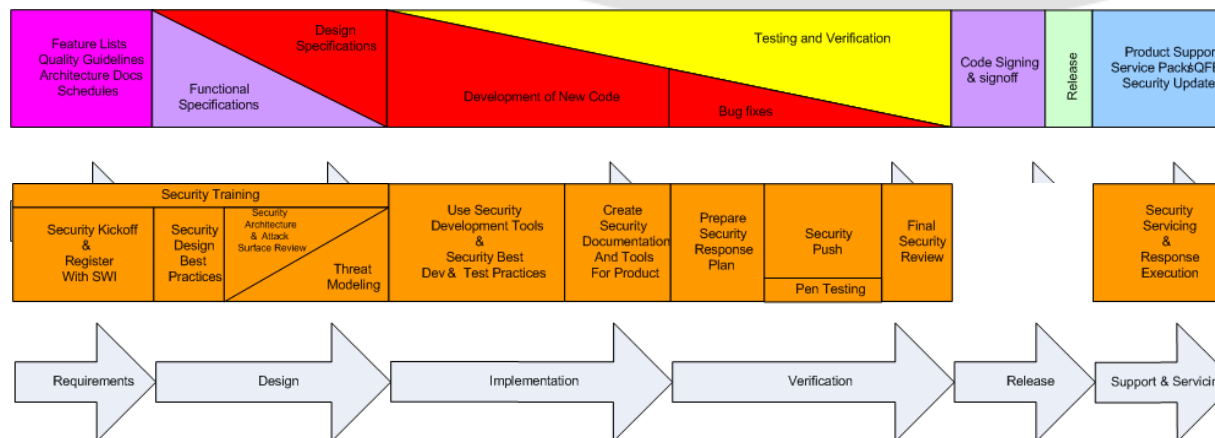 Feature Lists
Quality Guidelines
Architecture Docs
Schedules
Functional
Specifications
Design
Specifications
Development of New Code
Testing and Verification
Bug fixes
Code Signing
& signoff
Release
Product Suppor
Service Packs/QFE
Security Update
Security Training
Security Kickoff
&
Register
With SWI
Security
Design
Best
Practices
Security
Architecture
& Attack
Surface Review
Threat
Modeling
Use Security
Development Tools
&
Security Best
Dev & Test Practices
Create
Security
Documentation
And Tools
For Product
Prepare
Security
Response
Plan
Security
Push
Pen Testing
Final
Security
Review
Security
Servicing
&
Response
Execution
Requirements
Design
Implementation
Verification
Release
Support & Servicin